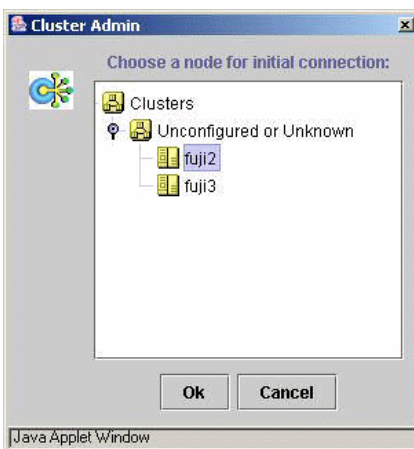 Cluster Admin
Choose a node for initial connection:
Clusters
Unconfigured or Unknown
fuji2
fuji3
Ok Cancel
Java Applet Window